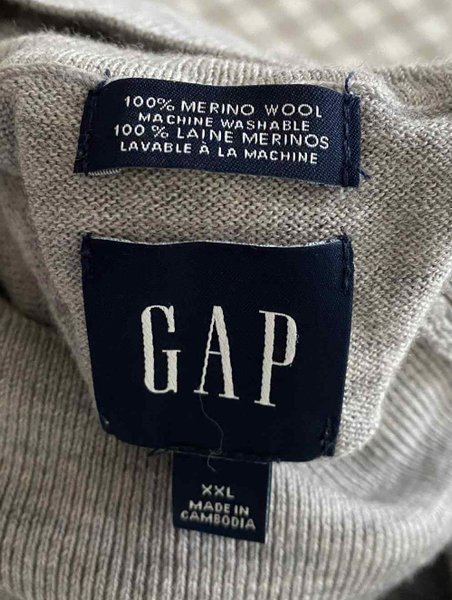 100% MERINO WOOL
MACHINE WASHABLE
100% LAINE MERINOS
LAVABLE À LA MACHINE
GAP
XXL
MADE IN
CAMBODIA